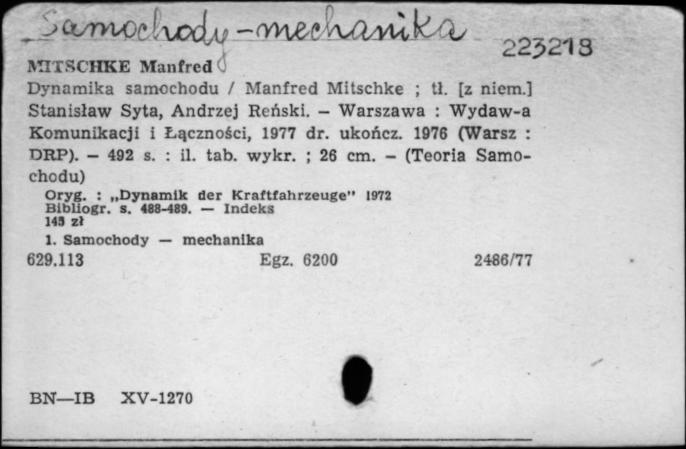 Samochody-mechanika
223218
MITSCHKE Manfred
Dynamika samochodu / Manfred Mitschke ; tł. [z niem.]
Stanisław Syta, Andrzej Reński. — Warszawa : Wydaw-a
Komunikacji i Łączności, 1977 dr. ukończ. 1976 (Warsz :
DRP). — 492 s. : il. tab. wykr. ; 26 cm. — (Teoria Samo-
chodu)
Oryg. : „Dynamik der Kraftfahrzeuge" 1972
Bibliogr. s. 488-489. — Indeks
145 zł
1. Samochody — mechanika
629.113 Egz. 6200 2486/77
BN—IB XV-1270